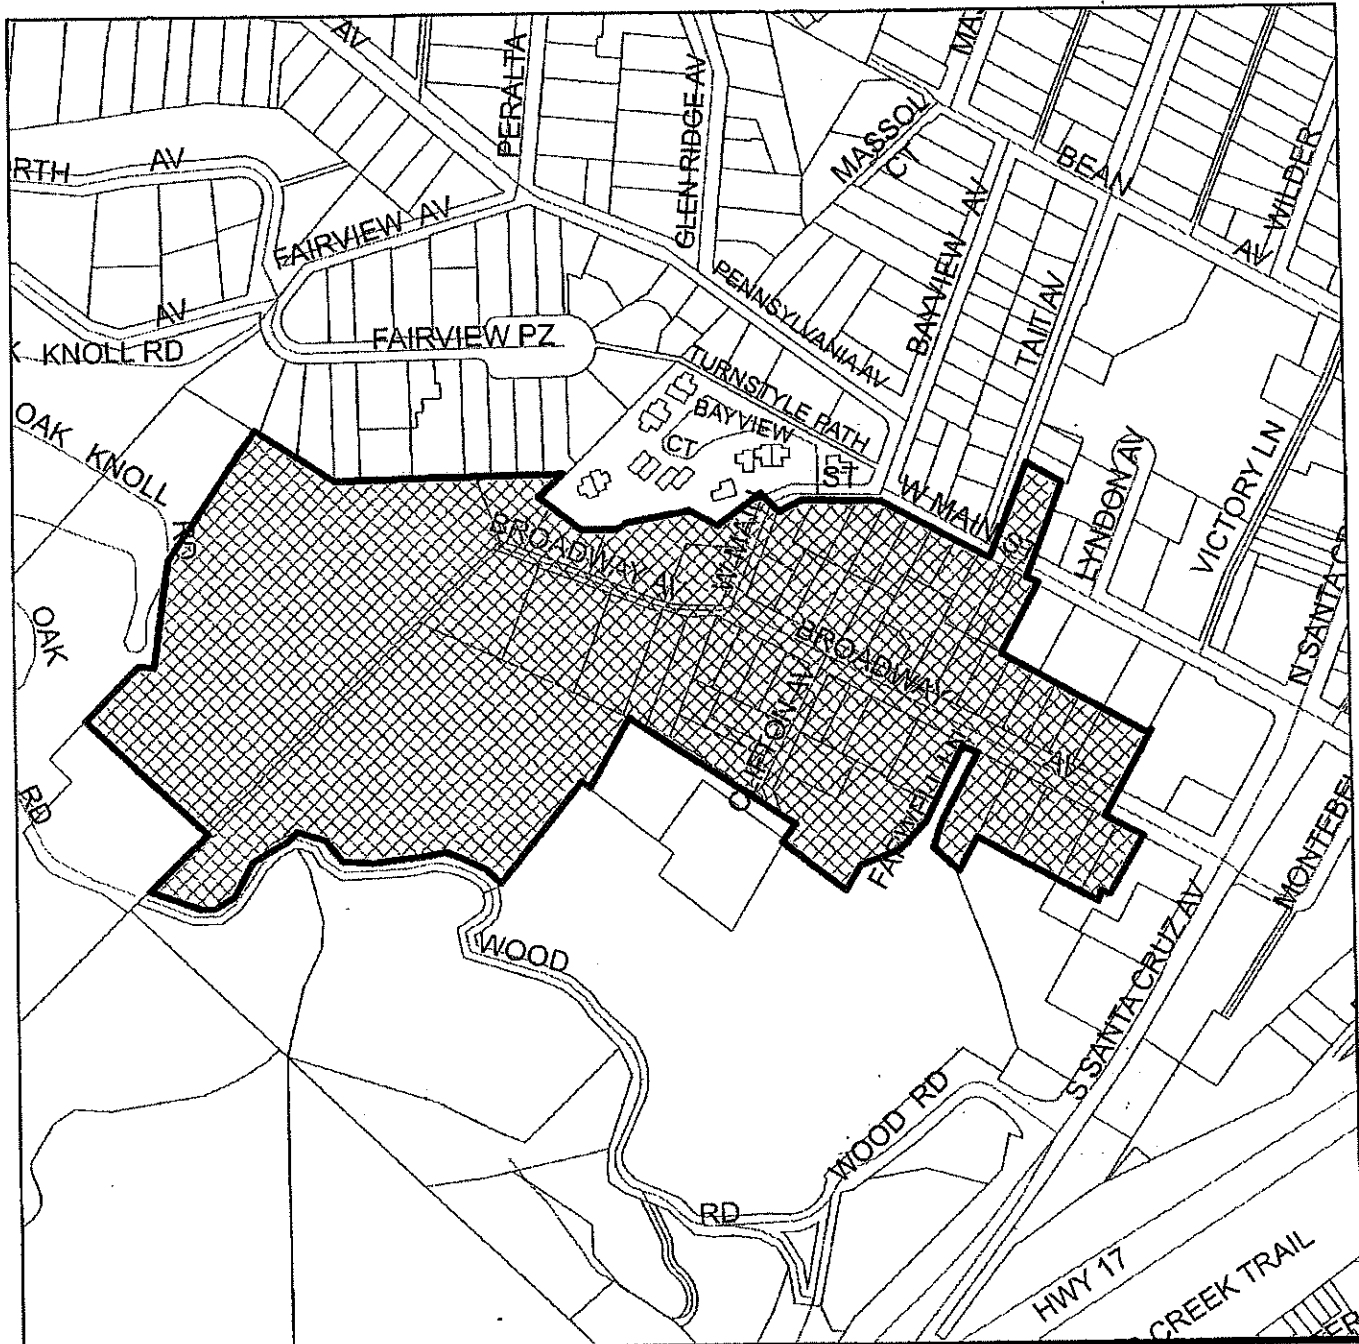 AV
PERALTA
GLEN RIDGE AV
MASSOL
CT
BEAN
AV
WILDER
RTH
AV
FAIRVIEW AV
AV
KNOLL RD
FAIRVIEW PZ
PENNSYLVANIA AV
BAYVIEW AV
TAIT AV
TURNSTYLE PATH
BAYVIEW
CT
ST
W MAIN
OAK KNOLL
OAK
RD
LYNDON AV
VICTORY LN
N SANTA
BROADWAY
BROADWAY
AV
CLIFTON AV
MONTEBE
S SANTA CRUZ AV
WOOD
RD
WOOD RD
HWY 17
CREEK TRAIL